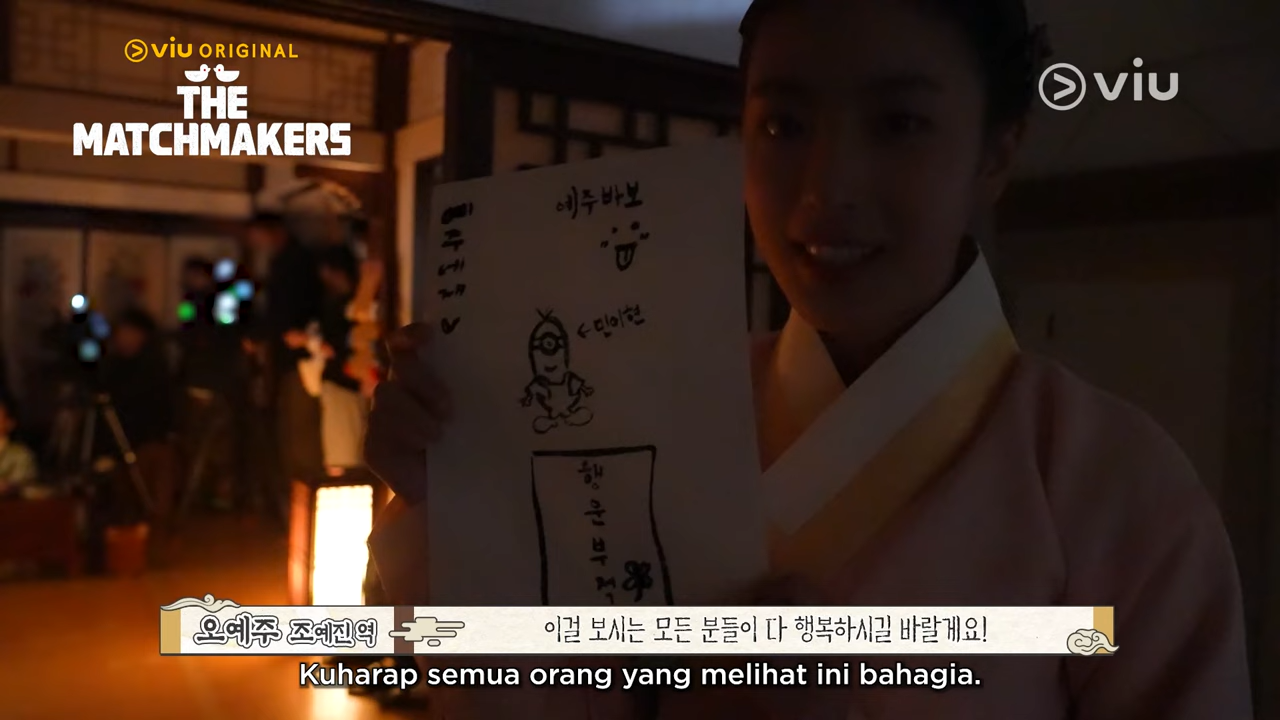 viu ORIGINAL
THE
MATCHMAKERS
viu
예주바보
주
←민이현
행
운
부
적
오예주 조예진 역
이걸 보시는 모든 분들이 다 행복하시길 바랄게요!
Kuharap semua orang yang melihat ini bahagia.